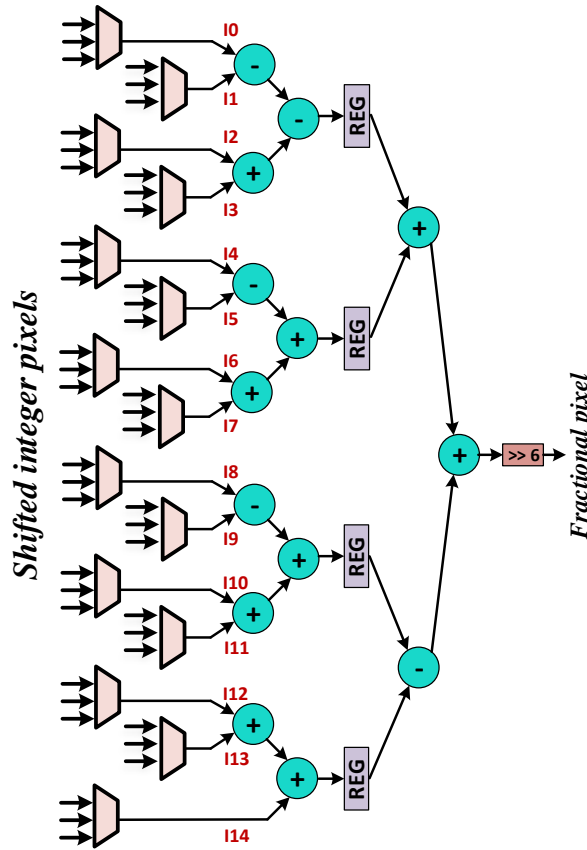 Shifted integer pixels
I0
-
I1
-
REG
I2
+
I3
+
I4
-
I5
+
REG
I6
+
I7
+
>> 6
Fractional pixel
I8
-
I9
+
REG
I10
+
I11
-
I12
+
I13
+
REG
I14